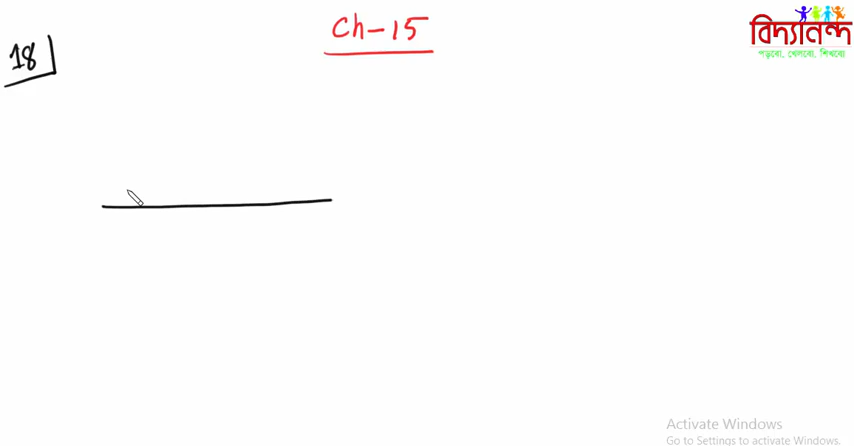 Ch-15
18
বিদ্যানন্দ
পড়বো, খেলবো, শিখবো
Activate Windows
Go to Settings to activate Windows.